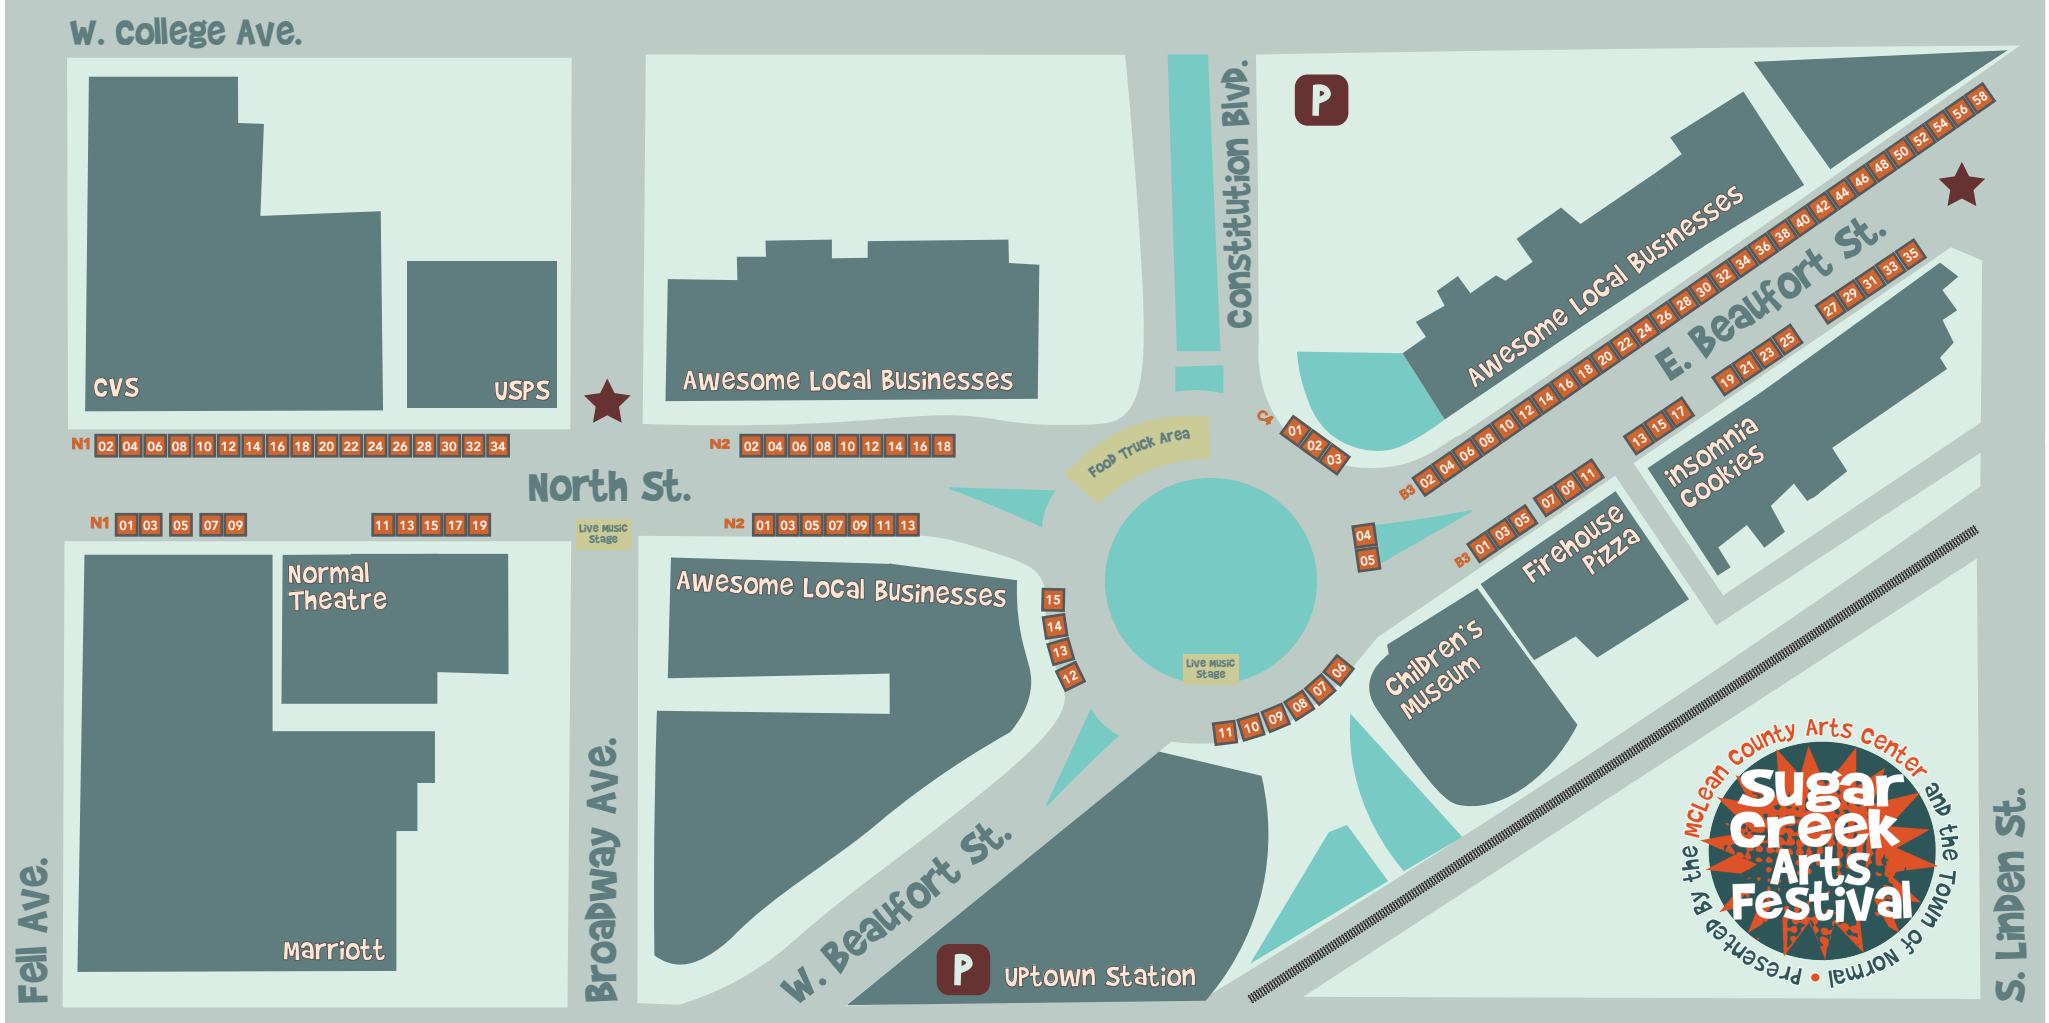 W. College Ave.
Constitution Blvd.
P
CVS
USPS
Awesome Local Businesses
Awesome Local Businesses
N1 02 04 06 08 10 12 14 16 18 20 22 24 26 28 30 32 34
N2 02 04 06 08 10 12 14 16 18
Food Truck Area
C4 01 02 03
B3 02 04 06 08 10 12 14 16 18 20 22 24 26 28 30 32 34 36 38 40 42 44 46 48 50 52 54 56 58
E. Beaufort St.
North St.
N1 01 03 05 07 09
11 13 15 17 19
Live Music
Stage
N2 01 03 05 07 09 11 13
04
05
B3 01 03 05 07 09 11
13 15 17
19 21 23 25
27 29 31 33 35
Insomnia
Cookies
Firehouse
Pizza
Children's
Museum
Normal
Theatre
Awesome Local Businesses
15
14
13
12
Live Music
Stage
11 10 09 08 07 06
Marriott
Fell Ave.
Broadway Ave.
W. Beaufort St.
P
Uptown Station
S. Linden St.
Presented By the McLean County Arts Center and the Town of Normal •
Sugar
Creek
Arts
Festival